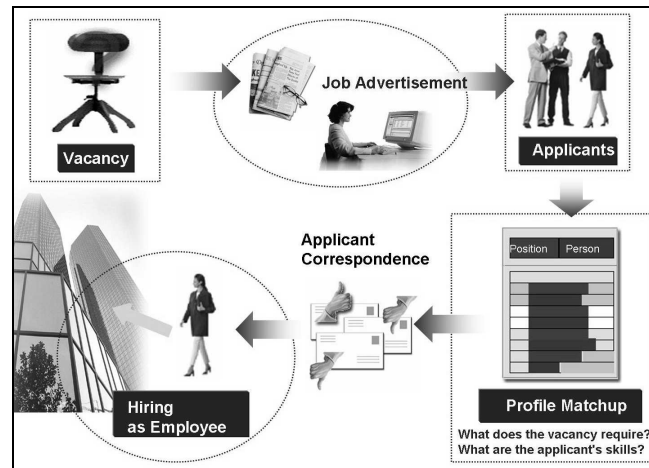 Vacancy
Job Advertisement
Applicants
Position Person
Profile Matchup
What does the vacancy require?
What are the applicant's skills?
Applicant
Correspondence
Hiring
as Employee